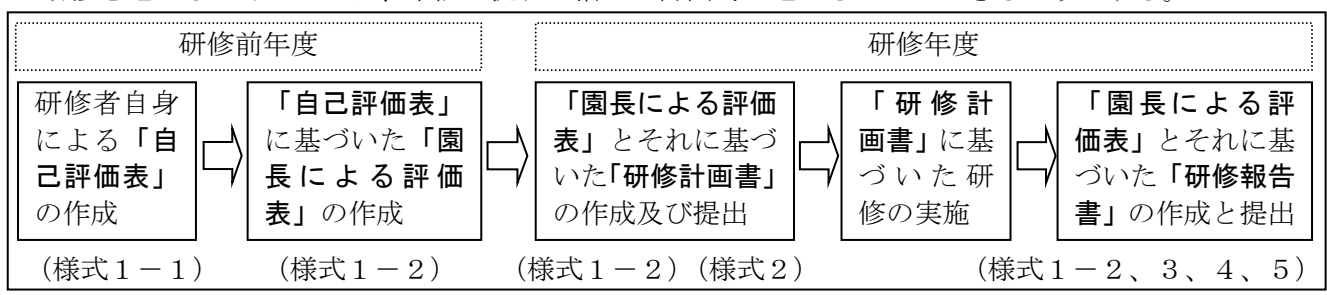 研修前年度
研修年度
研修者自身
による「自
己評価表」
の作成
「自己評価表」
に基づいた「園
長による評価
表」の作成
「園長による評価
表」とそれに基づ
いた「研修計画書」
の作成及び提出
「研修計
画書」に基
づいた研
修の実施
「園長による評
価表」とそれに基
づいた「研修報告
書」の作成と提出
（様式１－１）
（様式１－２）
（様式１－２）（様式２）
（様式１－２、３、４、５）